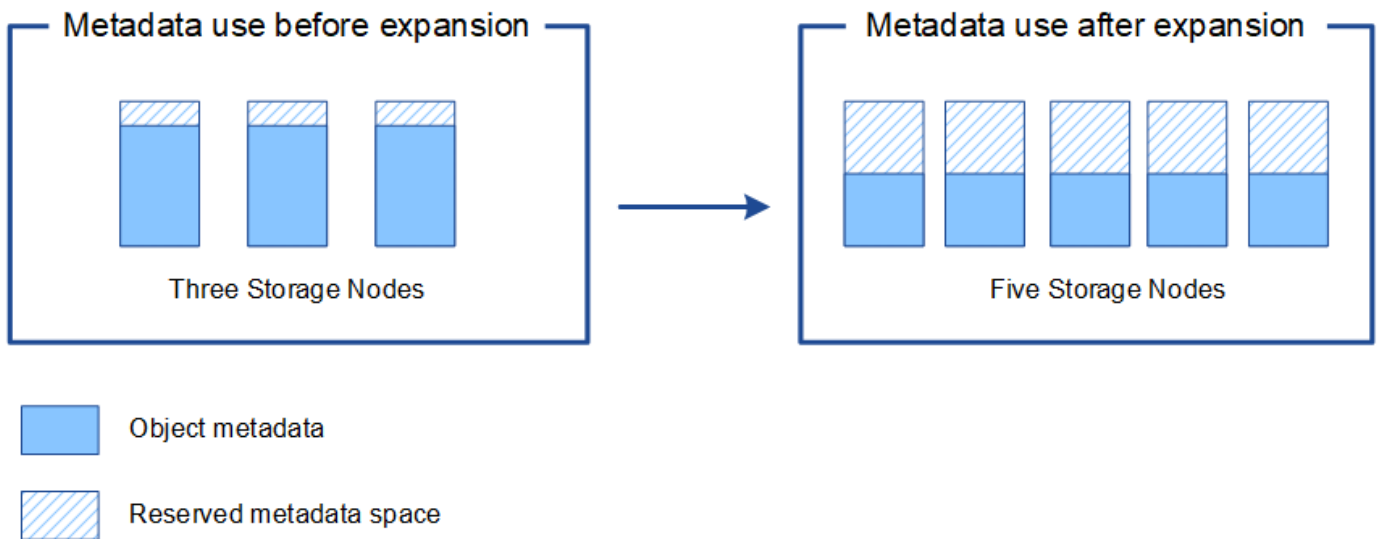 Metadata use before expansion
Metadata use after expansion
Three Storage Nodes
Five Storage Nodes
Object metadata
Reserved metadata space